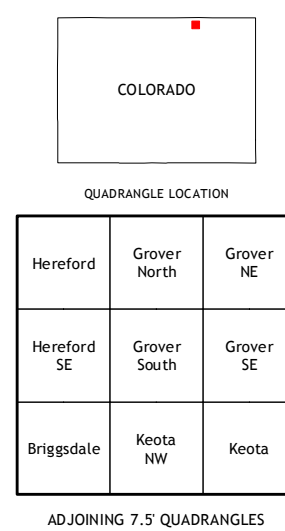 COLORADO
QUADRANGLE LOCATION
Hereford
Grover
North
Grover
NE
Hereford
SE
Grover
South
Grover
SE
Briggsdale
Keota
NW
Keota
ADJOINING 7.5' QUADRANGLES